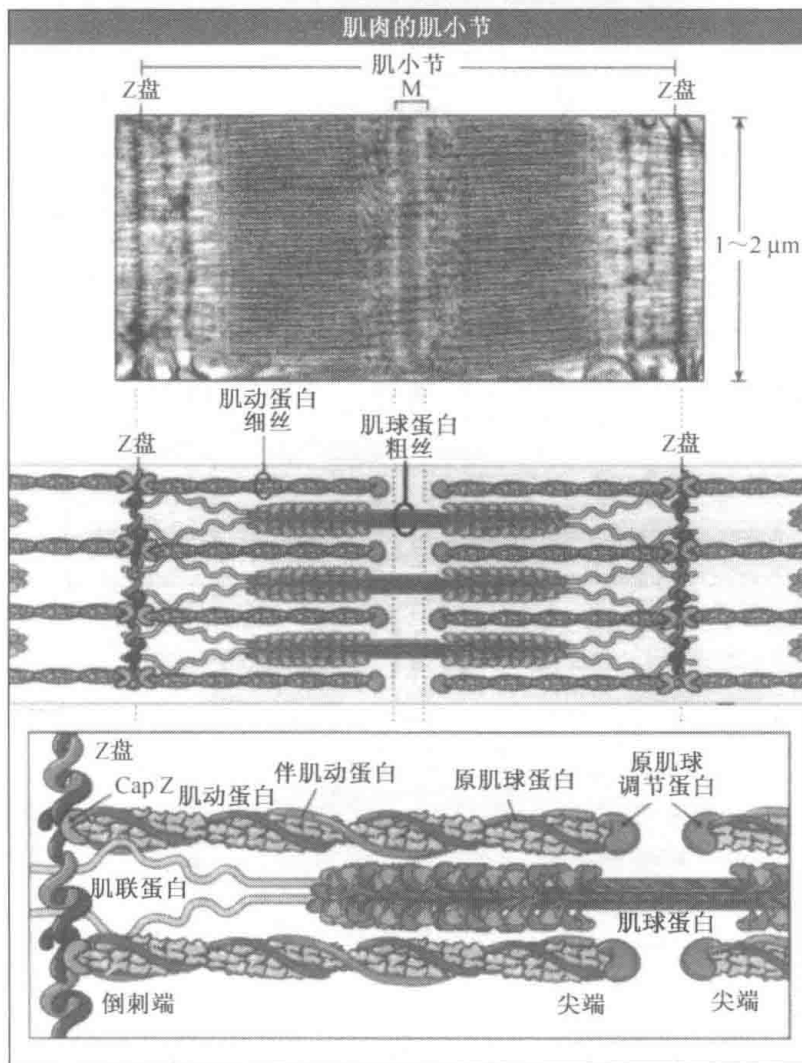 肌肉的肌小节
肌小节
Z盘
M
Z盘
1～2 μm
肌动蛋白
细丝
肌球蛋白
粗丝
Z盘
Z盘
Z盘
Cap Z
肌动蛋白
伴肌动蛋白
原肌球蛋白
原肌球
调节蛋白
肌联蛋白
肌球蛋白
倒刺端
尖端
尖端